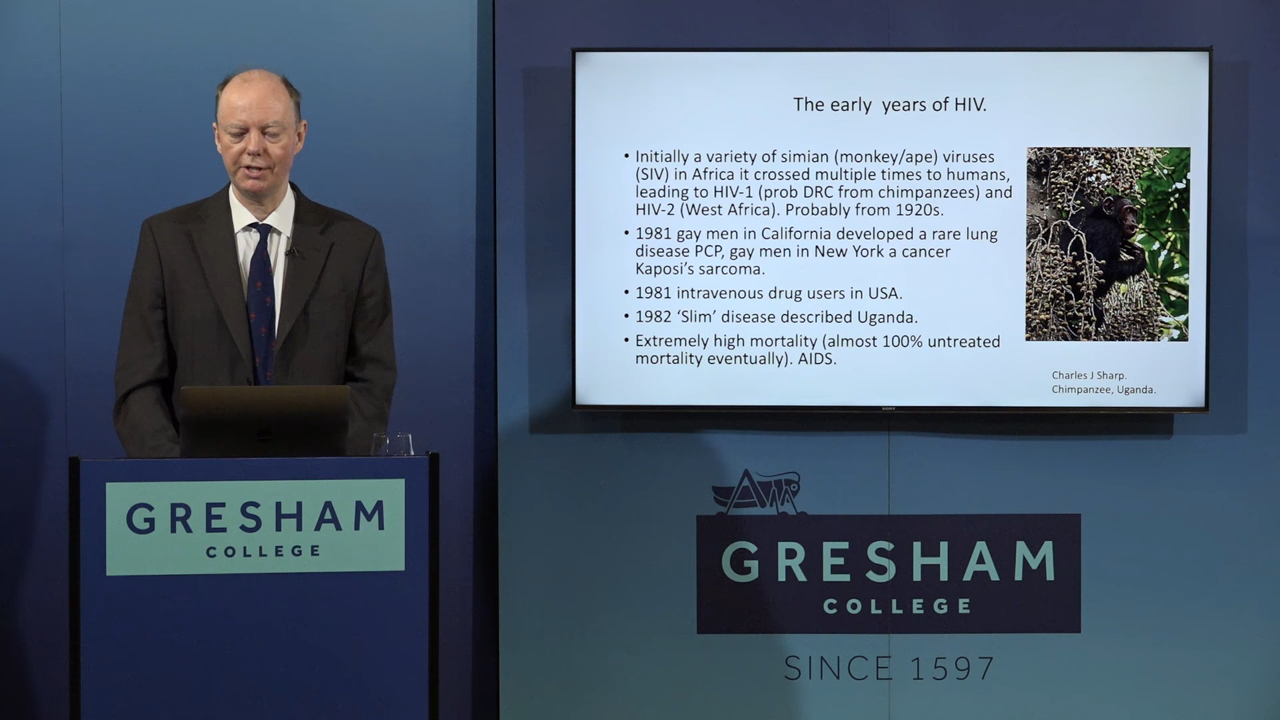 The early years of HIV.
• Initially a variety of simian (monkey/ape) viruses
(SIV) in Africa it crossed multiple times to humans,
leading to HIV-1 (prob DRC from chimpanzees) and
HIV-2 (West Africa). Probably from 1920s.
• 1981 gay men in California developed a rare lung
disease PCP, gay men in New York a cancer
Kaposi's sarcoma.
• 1981 intravenous drug users in USA.
• 1982 ‘Slim’ disease described Uganda.
• Extremely high mortality (almost 100% untreated
mortality eventually). AIDS.
Charles J Sharp.
Chimpanzee, Uganda.
SONY
GRESHAM
COLLEGE
GRESHAM
COLLEGE
SINCE 1597